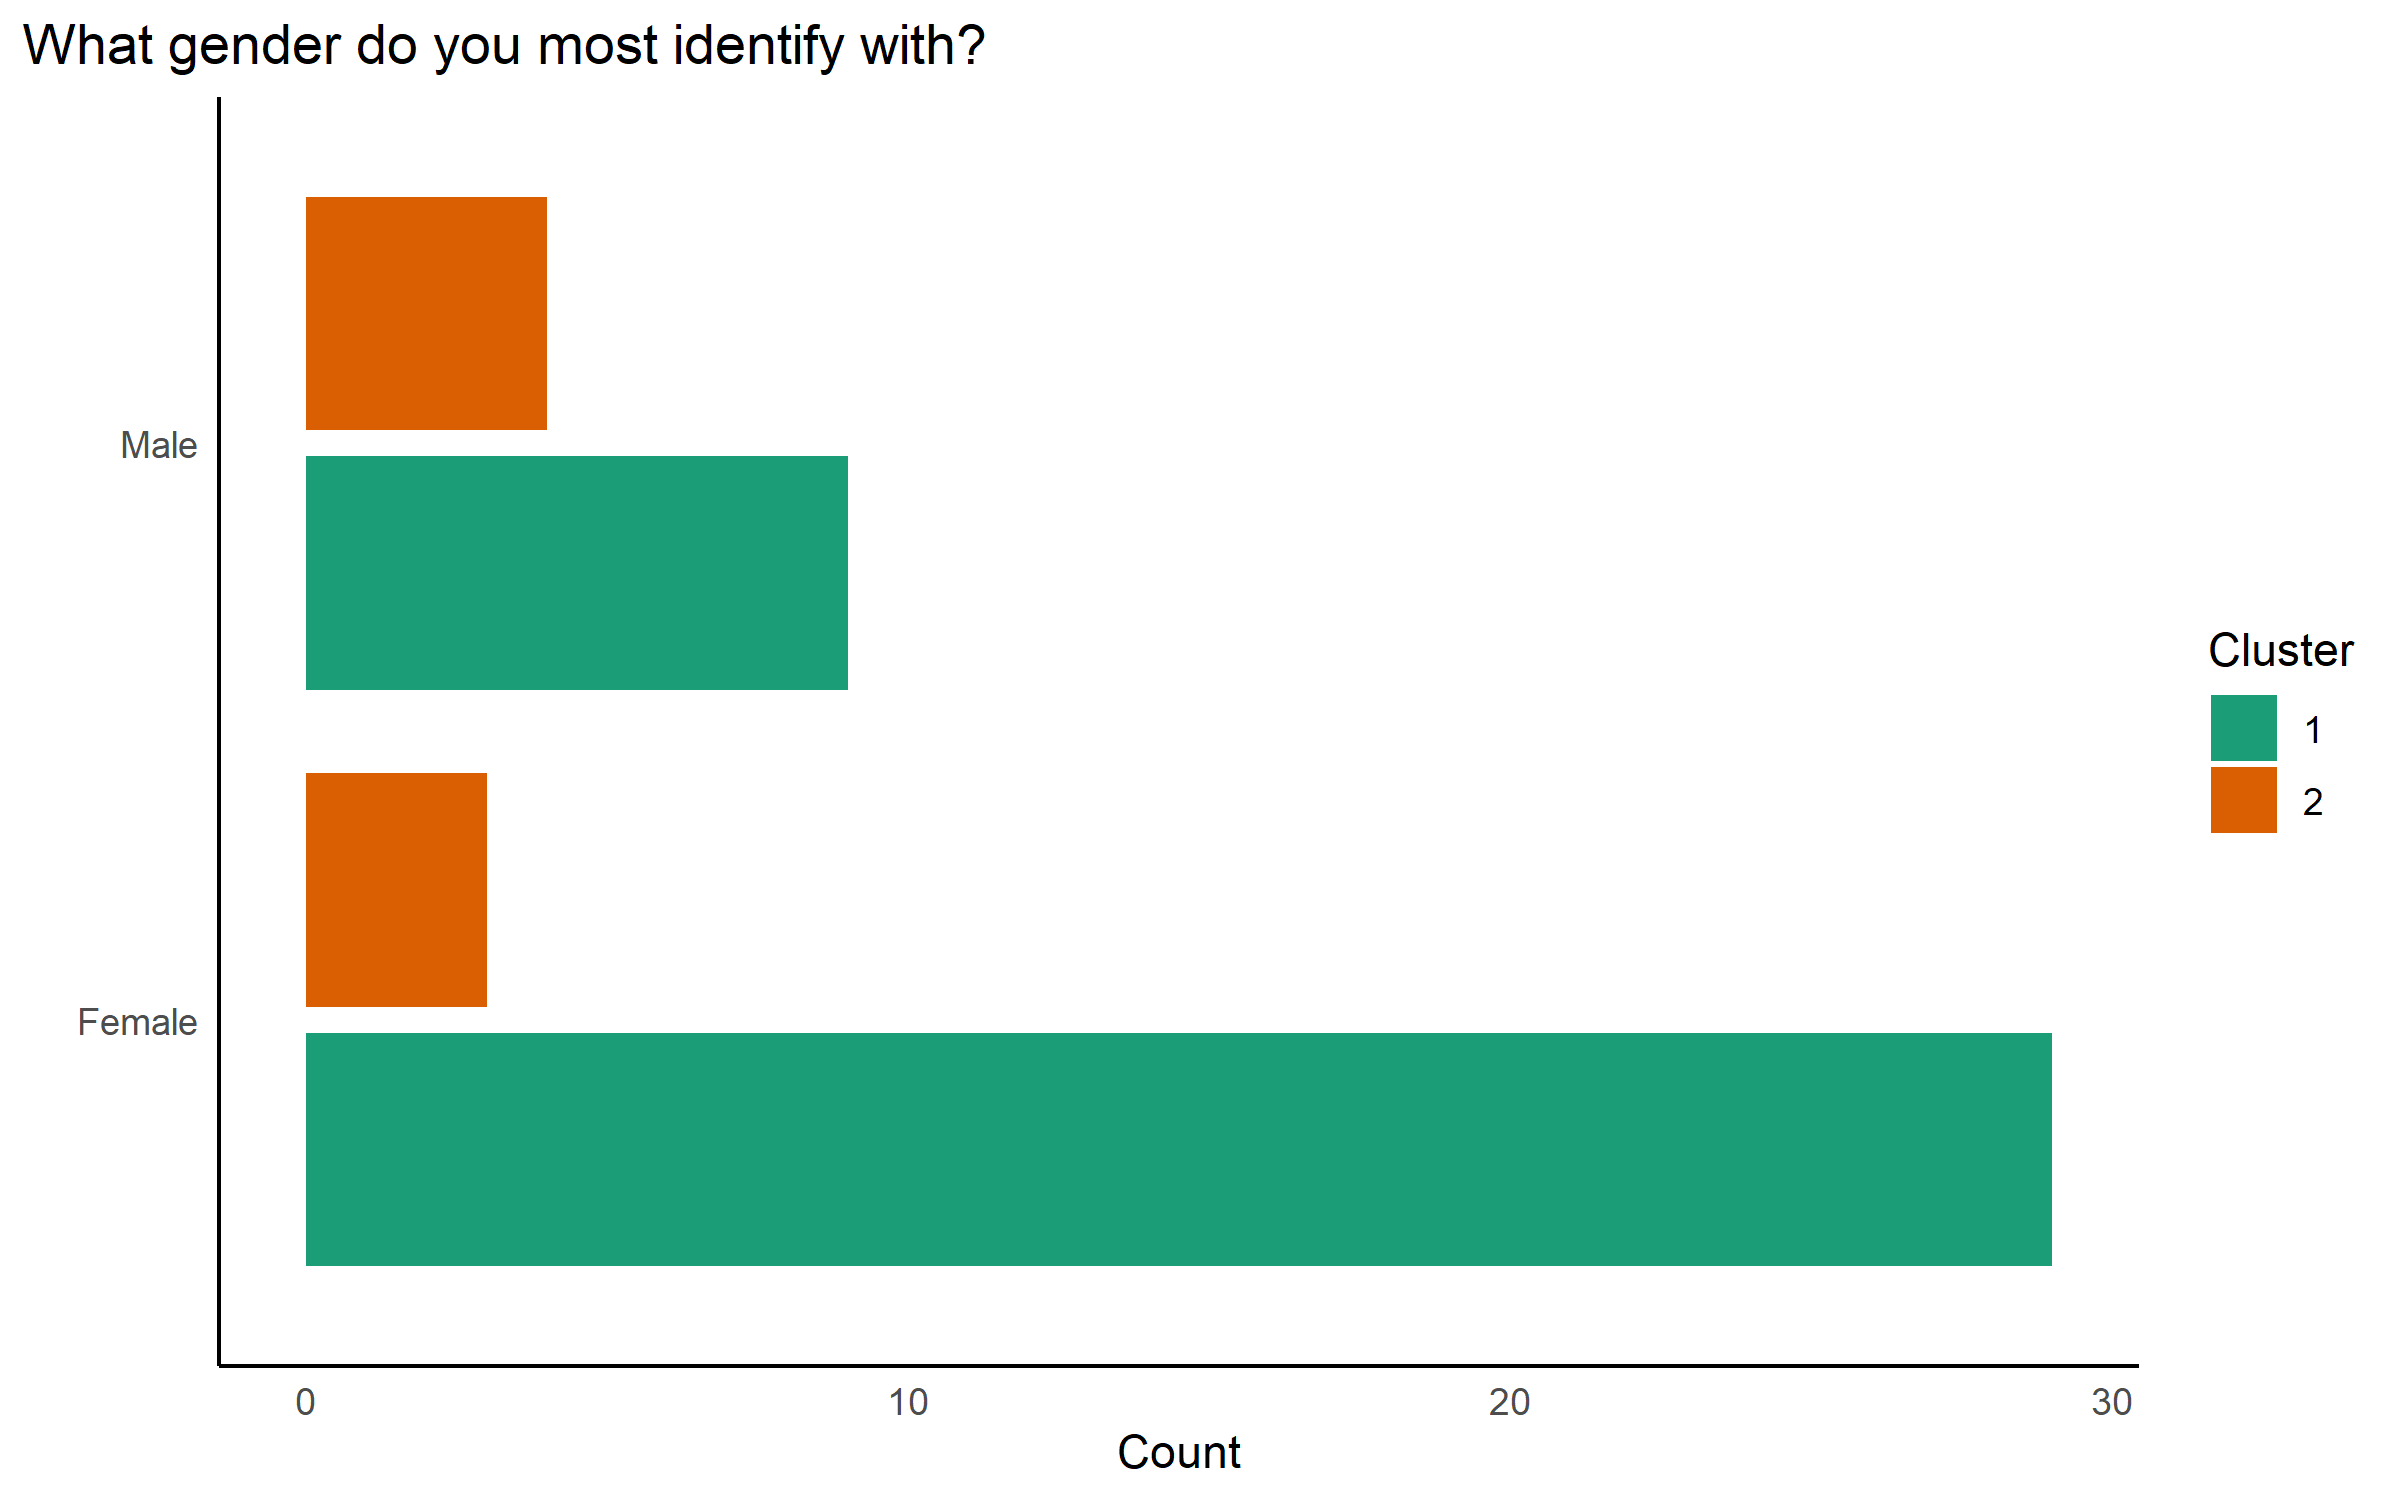 What gender do you most identify with?
Male
Female
Cluster
1
2
0 10 20 30
Count